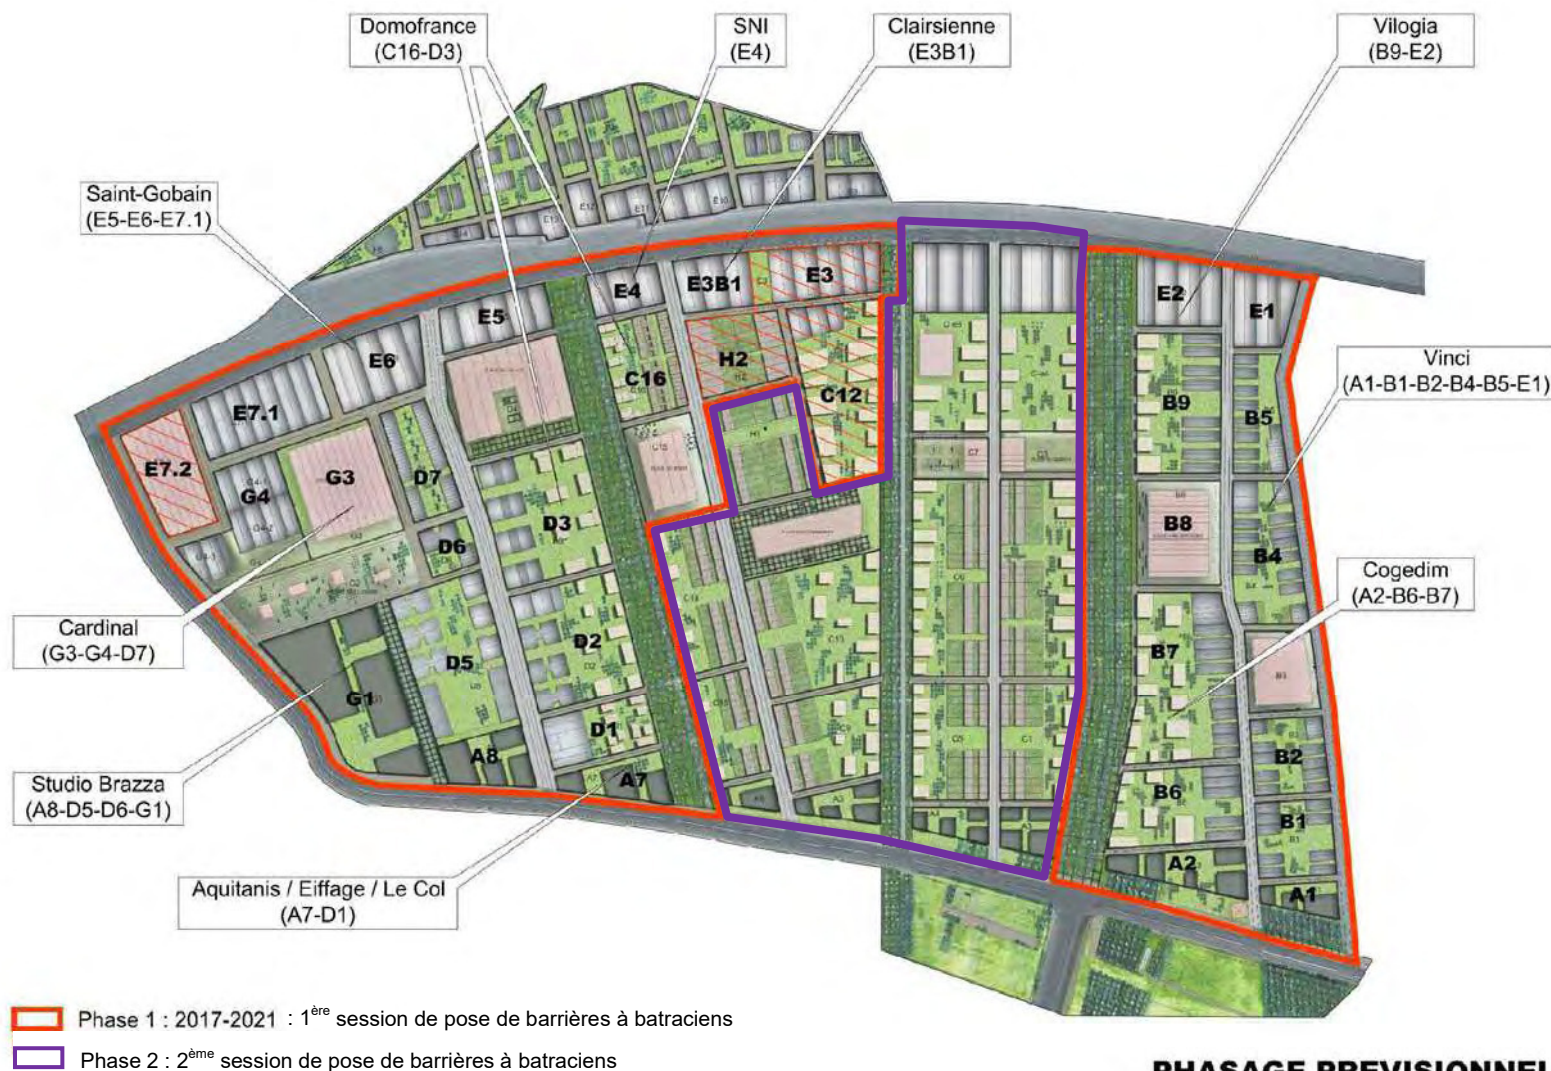 Domofrance
(C16-D3)
SNI
(E4)
Clairsienne
(E3B1)
Vilogia
(B9-E2)
Saint-Gobain
(E5-E6-E7.1)
Vinci
(A1-B1-B2-B4-B5-E1)
Cogedim
(A2-B6-B7)
Cardinal
(G3-G4-D7)
Studio Brazza
(A8-D5-D6-G1)
Aquitanis / Eiffage / Le Col
(A7-D1)
E3
E3B1
E4
E5
E6
E7.1
E7.2
E2
E1
H2
C16
C12
B9
B5
G4
G3
D7
D6
D3
B8
B4
D5
D2
B7
G1
D1
B2
A8
A7
B6
B1
A2
A1
Phase 1 : 2017-2021 : 1ère session de pose de barrières à batraciens
Phase 2 : 2ème session de pose de barrières à batraciens
PHASAGE PREVISIONNEL